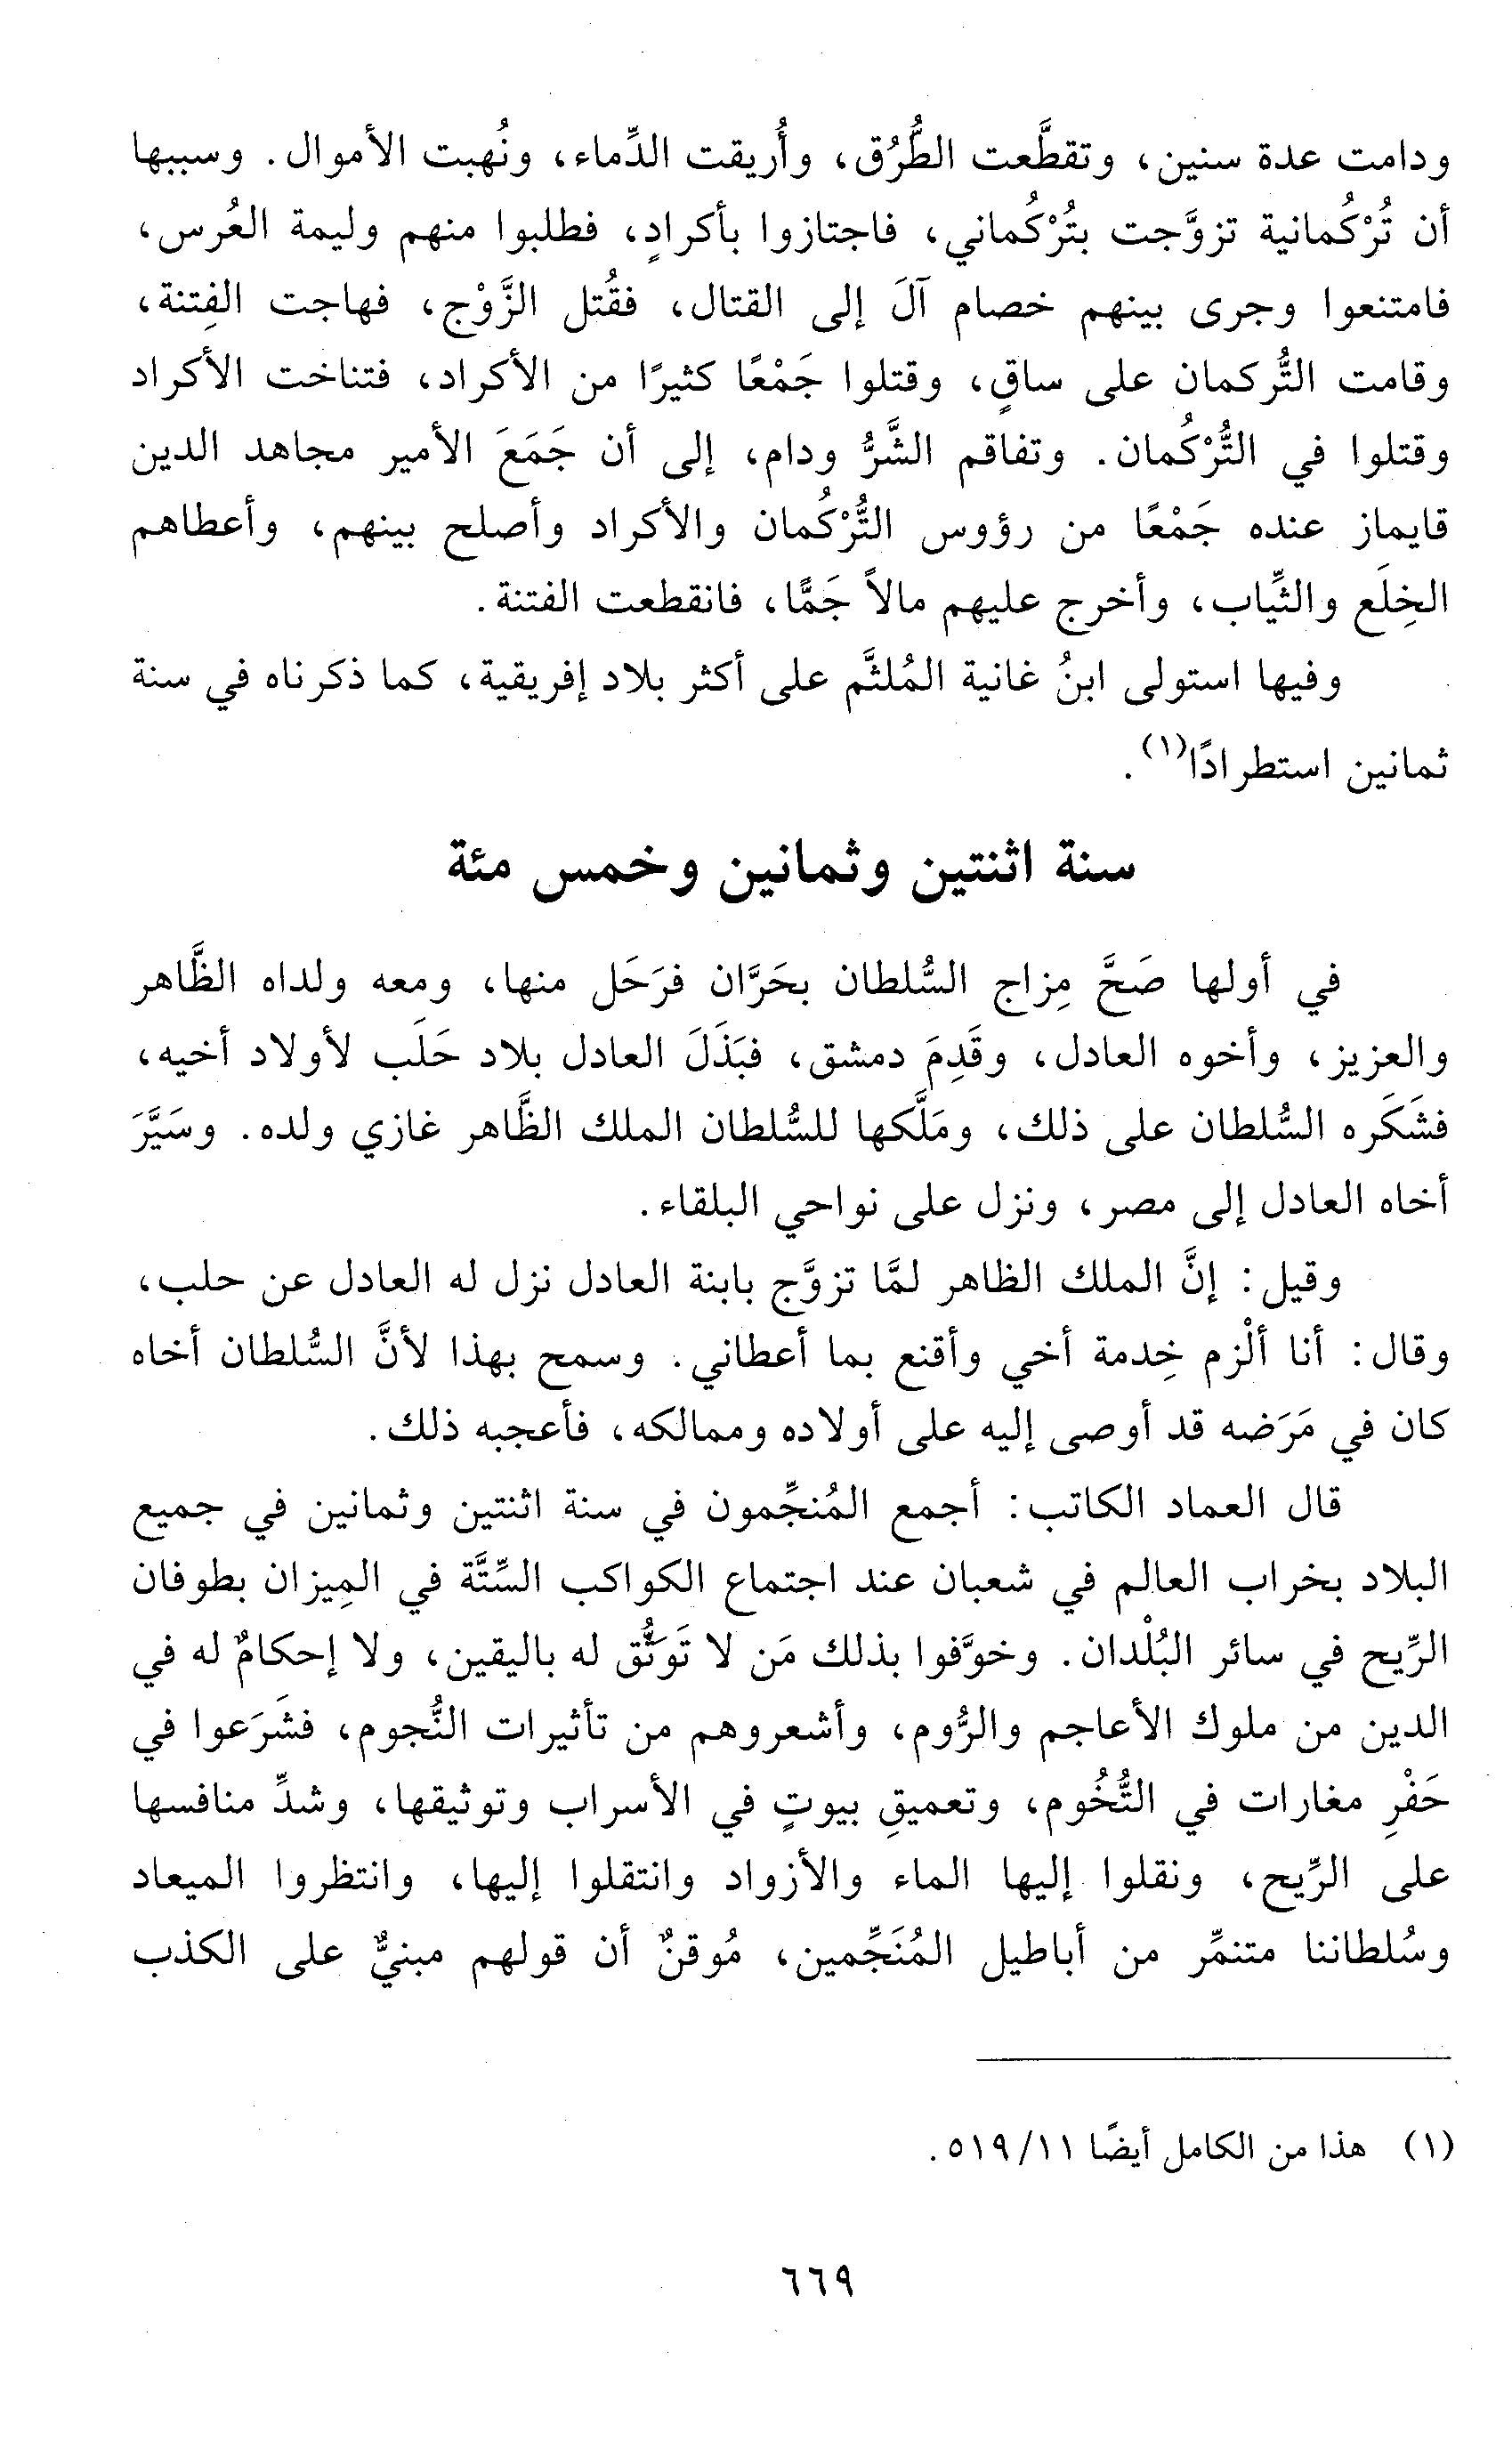 ودامت عدة سنين، وتقطَّعت الطُّرُق، وأُريقت الدِّماء، ونُهبت الأموال. وسببها
أن تُرْكُمانية تزوَّجت بتُرْكُماني، فاجتازوا بأكرادٍ، فطلبوا منهم وليمة العُرس،
فامتنعوا وجرى بينهم خصام آلَ إلى القتال، فقُتل الزَّوْج، فهاجت الفِتنة،
وقامت التُّركمان على ساقٍ، وقتلوا جَمْعًا كثيرًا من الأكراد، فتناخت الأكراد
وقتلوا في التُّرْكُمان. وتفاقم الشَّرُّ ودام، إلى أن جَمَعَ الأمير مجاهد الدين
قايماز عنده جَمْعًا من رؤوس التُّرْكُمان والأكراد وأصلح بينهم، وأعطاهم
الخِلَع والثِّياب، وأخرج عليهم مالاً جَمًّا، فانقطعت الفتنة.
وفيها استولى ابنُ غانية المُلثَّم على أكثر بلاد إفريقية، كما ذكرناه في سنة
ثمانين استطرادًا(١).
سنة اثنتين وثمانين وخمس مئة
في أولها صَحَّ مِزاج السُّلطان بحَرَّان فرَحَل منها، ومعه ولداه الظَّاهر
والعزيز، وأخوه العادل، وقَدِمَ دمشق، فبَذَلَ العادل بلاد حَلَب لأولاد أخيه،
فشَكَره السُّلطان على ذلك، ومَلَّكها للسُّلطان الملك الظَّاهر غازي ولده. وسَيَّرَ
أخاه العادل إلى مصر، ونزل على نواحي البلقاء.
وقيل: إنَّ الملك الظاهر لمَّا تزوَّج بابنة العادل نزل له العادل عن حلب،
وقال: أنا ألْزم خِدمة أخي وأقنع بما أعطاني. وسمح بهذا لأنَّ السُّلطان أخاه
كان في مَرَضه قد أوصى إليه على أولاده وممالكه، فأعجبه ذلك.
قال العماد الكاتب: أجمع المُنجِّمون في سنة اثنتين وثمانين في جميع
البلاد بخراب العالم في شعبان عند اجتماع الكواكب السِّتَّة في المِيزان بطوفان
الرِّيح في سائر البُلْدان. وخوَّفوا بذلك مَن لا تَوَثُّق له باليقين، ولا إحكامٌ له في
الدين من ملوك الأعاجم والرُّوم، وأشعروهم من تأثيرات النُّجوم، فشَرَعوا في
حَفْرِ مغارات في التُّخُوم، وتعميقِ بيوتٍ في الأسراب وتوثيقها، وشدِّ منافسها
على الرِّيح، ونقلوا إليها الماء والأزواد وانتقلوا إليها، وانتظروا الميعاد
وسُلطاننا متنمِّر من أباطيل المُنَجِّمين، مُوقنٌ أن قولهم مبنيٌّ على الكذب
(١) هذا من الكامل أيضًا ٥١٩/١١.
٦٦٩